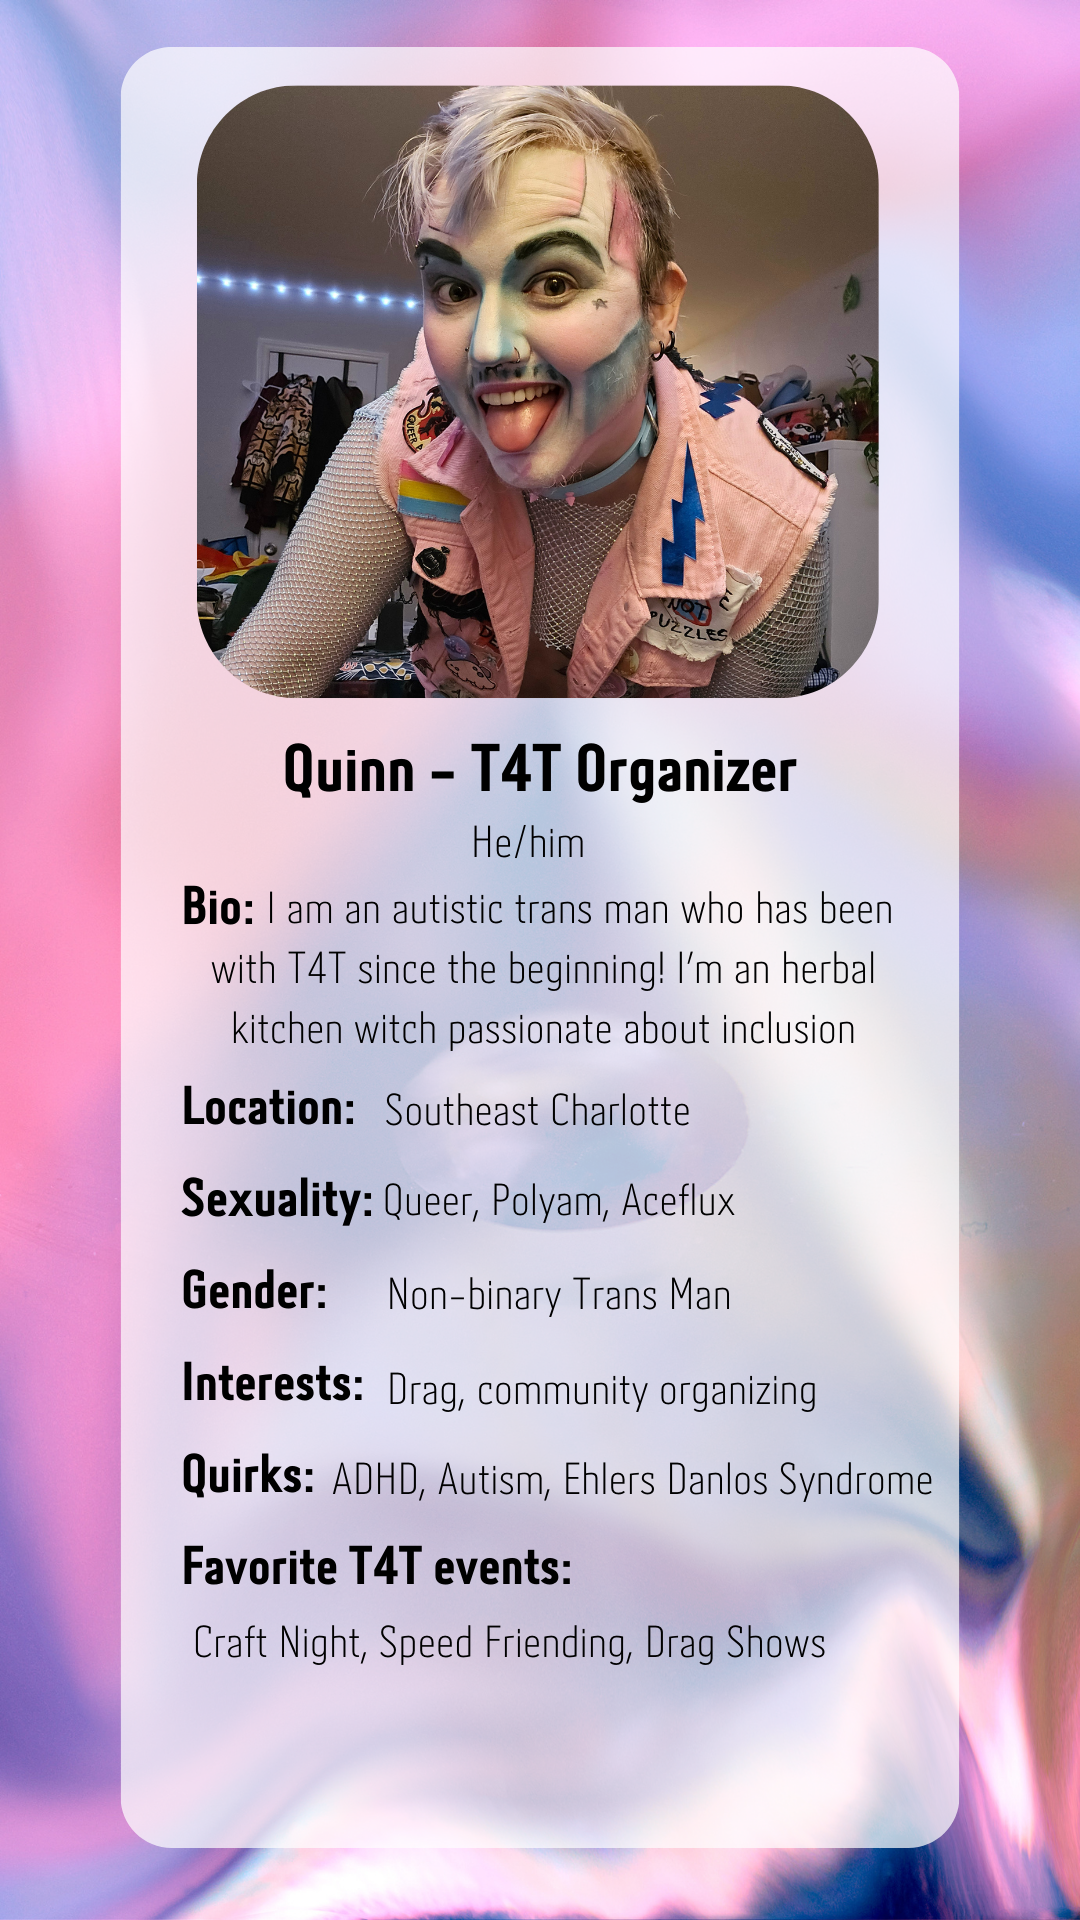 QUEER
NOT
PUZZLES
Quinn - T4T Organizer
He/him
Bio: I am an autistic trans man who has been
with T4T since the beginning! I'm an herbal
kitchen witch passionate about inclusion
Location: Southeast Charlotte
Sexuality: Queer, Polyam, Aceflux
Gender: Non-binary Trans Man
Interests: Drag, community organizing
Quirks: ADHD, Autism, Ehlers Danlos Syndrome
Favorite T4T events:
Craft Night, Speed Friending, Drag Shows